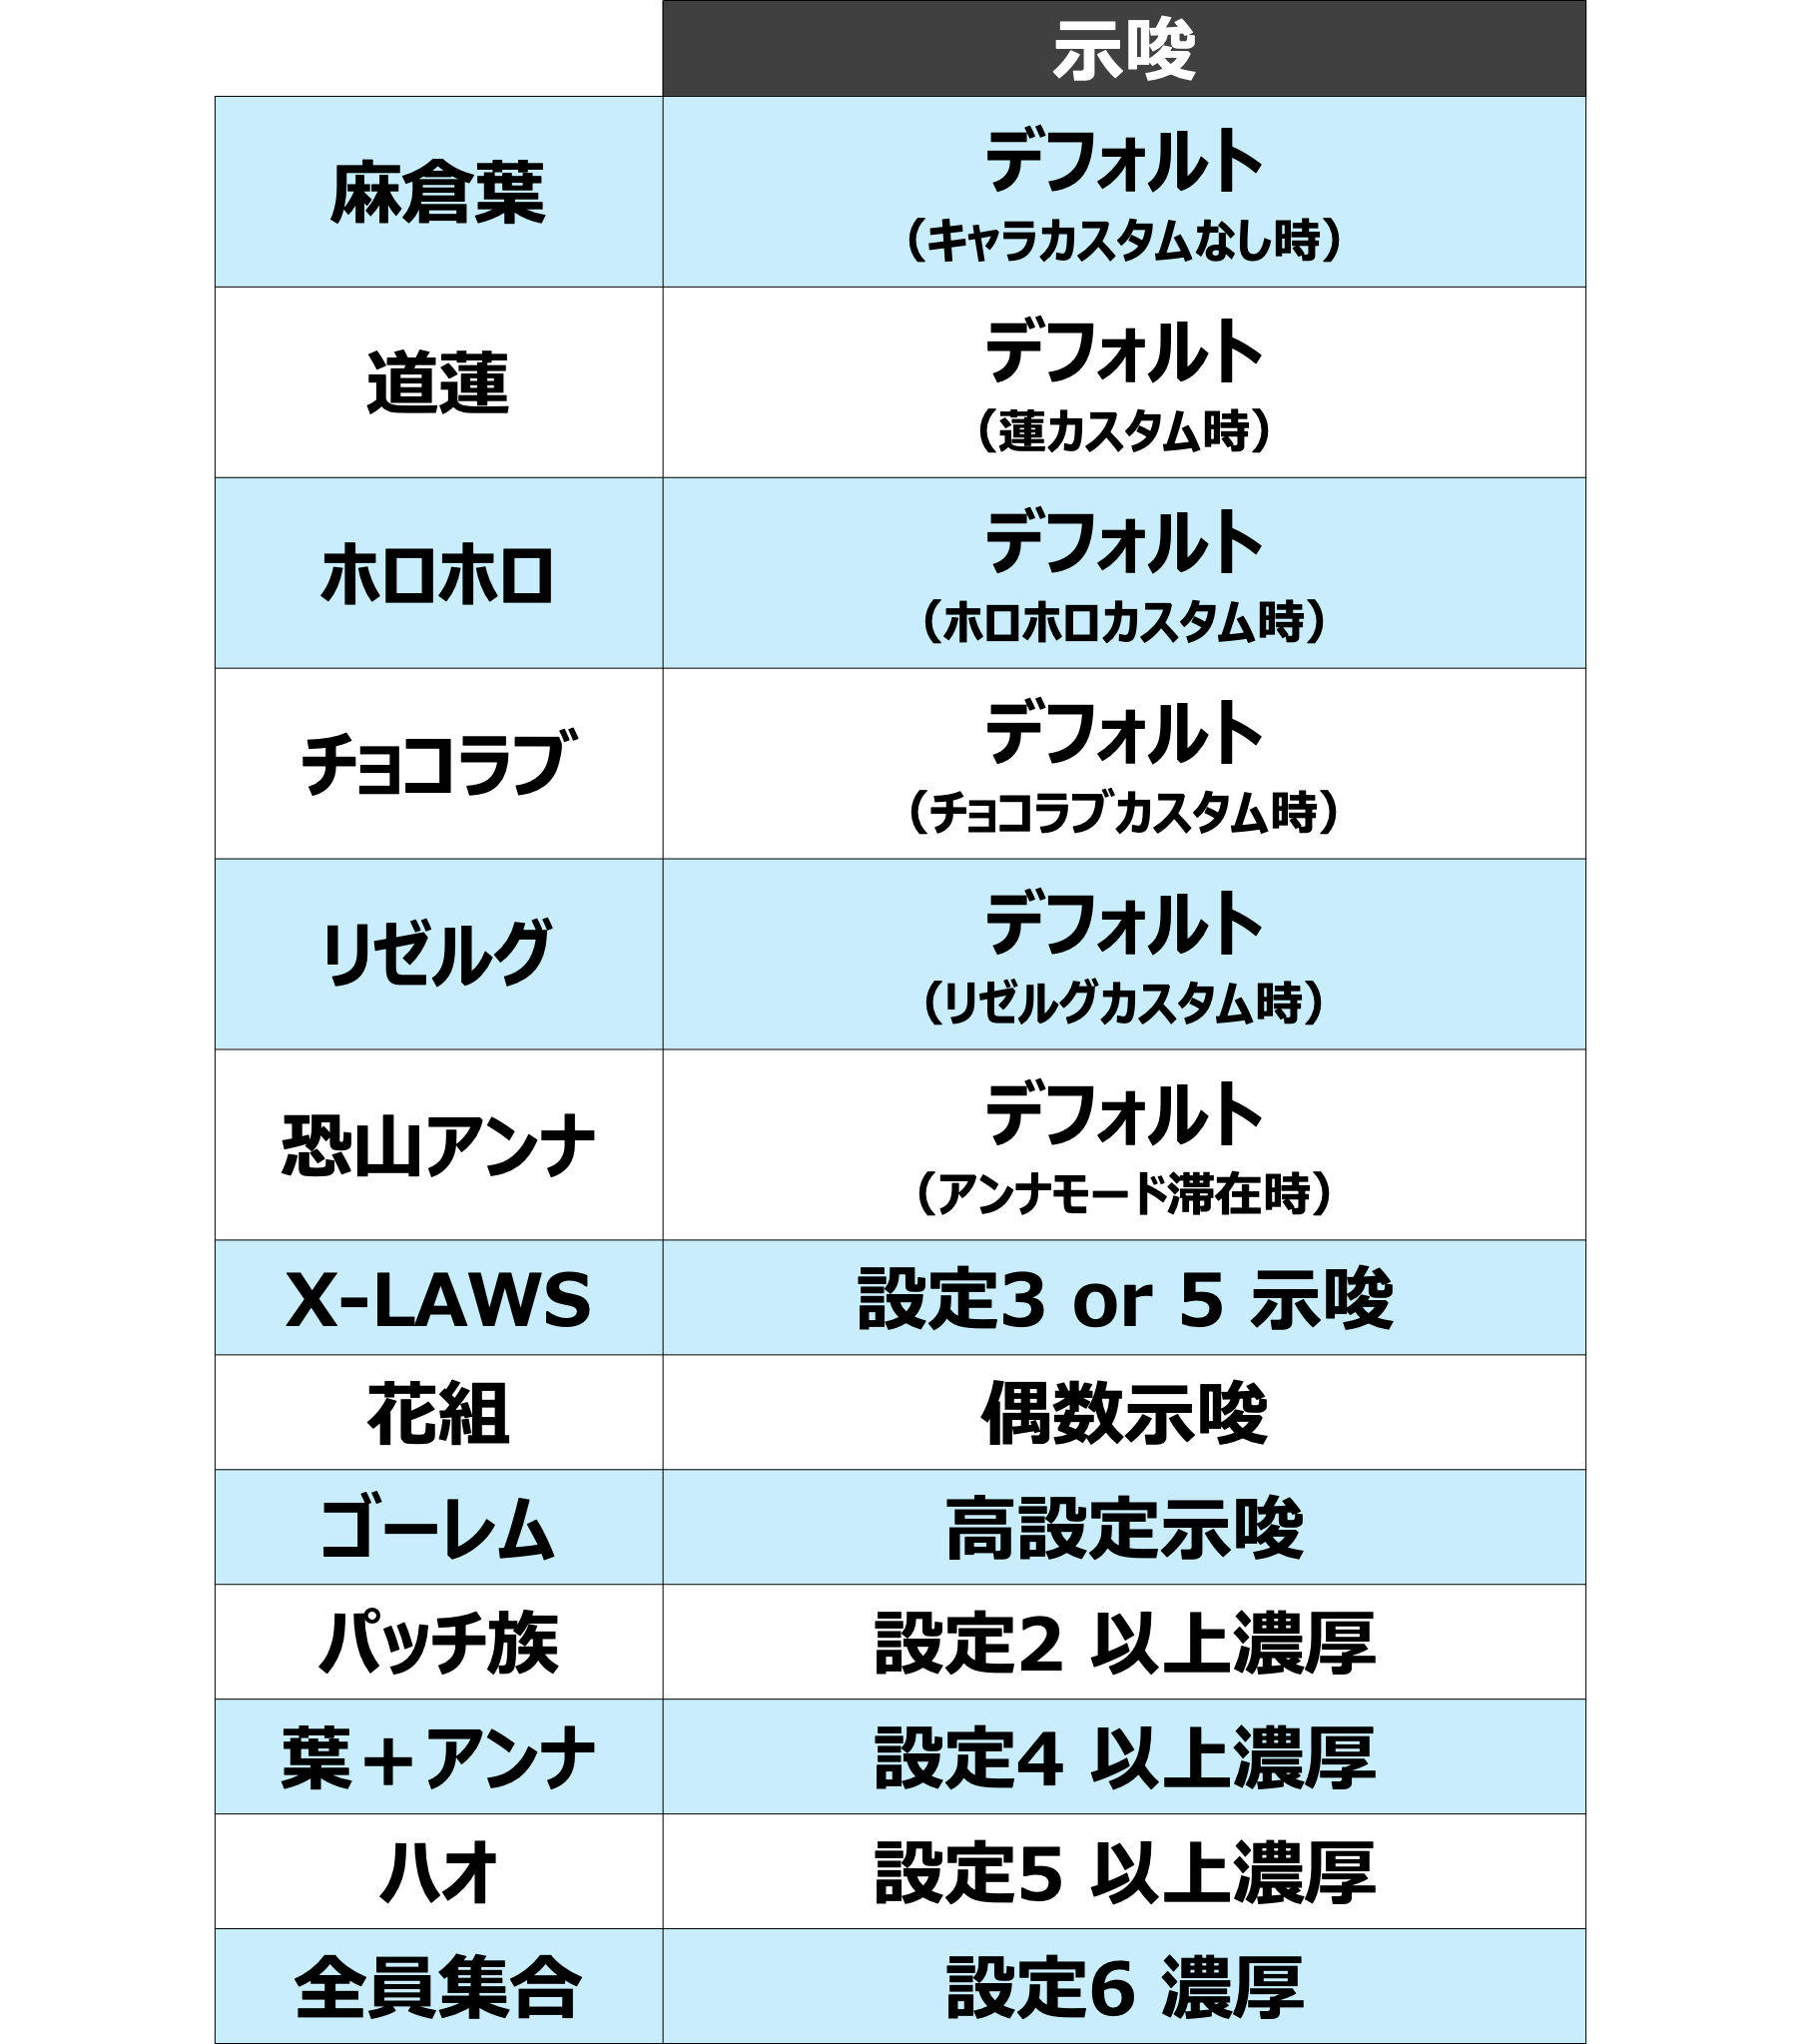 示唆
麻倉葉
デフォルト
（キャラカスタムなし時）
道蓮
デフォルト
（蓮カスタム時）
ホロホロ
デフォルト
（ホロホロカスタム時）
チョコラブ
デフォルト
（チョコラブカスタム時）
リゼルグ
デフォルト
（リゼルグカスタム時）
恐山アンナ
デフォルト
（アンナモード滞在時）
X-LAWS
設定3 or 5 示唆
花組
偶数示唆
ゴーレム
高設定示唆
パッチ族
設定2 以上濃厚
葉＋アンナ
設定4 以上濃厚
ハオ
設定5 以上濃厚
全員集合
設定6 濃厚